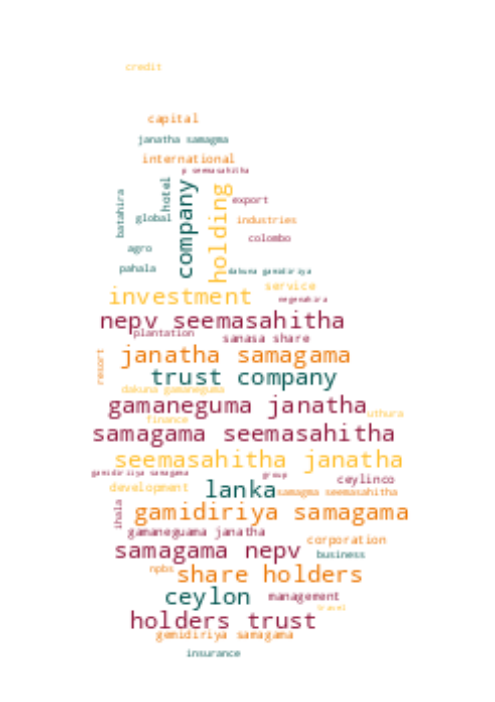 credit
capital
janatha samagma
international
p seemasahitha
hotel
company
holding
batahira
export
global
industries
colombo
agro
pahala
dakuna gamidiriya
service
investment
negenahira
nepv seemasahitha
plantation
sanasa share
janatha samagama
resort
trust company
dakuna gamaneguma
gamaneguma janatha
uthura
finance
samagama seemasahitha
seemasahitha janatha
gamidiriya samagama
group
ceylinco
development
lanka
samagma seemasahitha
ihala
gamidiriya samagama
gamaneguama janatha
corporation
samagama nepv
business
npbs
share holders
ceylon
management
travel
holders trust
gemidiriya samagama
insurance